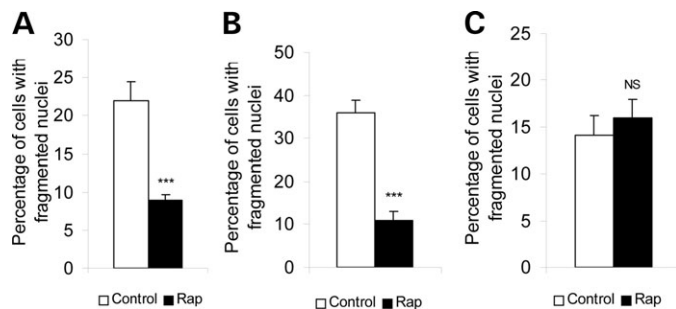 A
Percentage of cells with
fragmented nuclei
30
25
20
15
10
5
0
***
Control Rap
B
Percentage of cells with
fragmented nuclei
50
40
30
20
10
0
***
Control Rap
C
Percentage of cells with
fragmented nuclei
25
20
15
10
5
0
NS
Control Rap